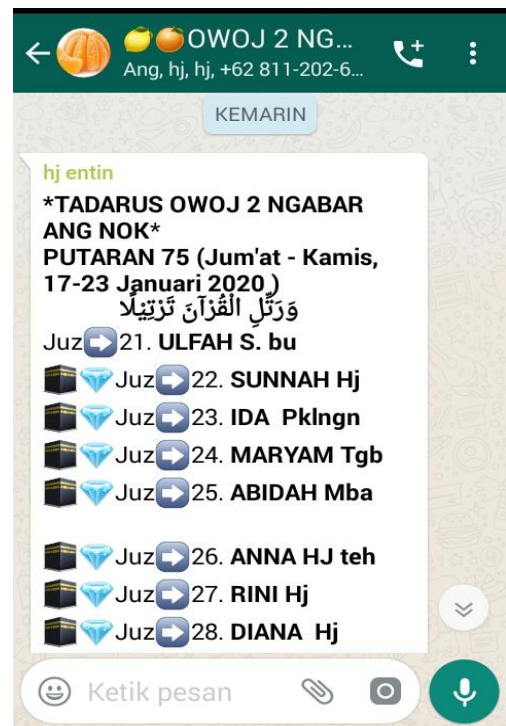 🍋🍊OWOJ 2 NG...
Ang, hj, hj, +62 811-202-6...
KEMARIN
hj entin
*TADARUS OWOJ 2 NGABAR
ANG NOK*
PUTARAN 75 (Jum'at - Kamis,
17-23 Januari 2020 )
وَرَتِّلِ الْقُرْآنَ تَرْتِيْلًا
Juz➡21. ULFAH S. bu
🕋💎Juz➡22. SUNNAH Hj
🕋💎Juz➡23. IDA Pklngn
🕋💎Juz➡24. MARYAM Tgb
🕋💎Juz➡25. ABIDAH Mba
🕋💎Juz➡26. ANNA HJ teh
🕋💎Juz➡27. RINI Hj
🕋💎Juz➡28. DIANA Hj
Ketik pesan